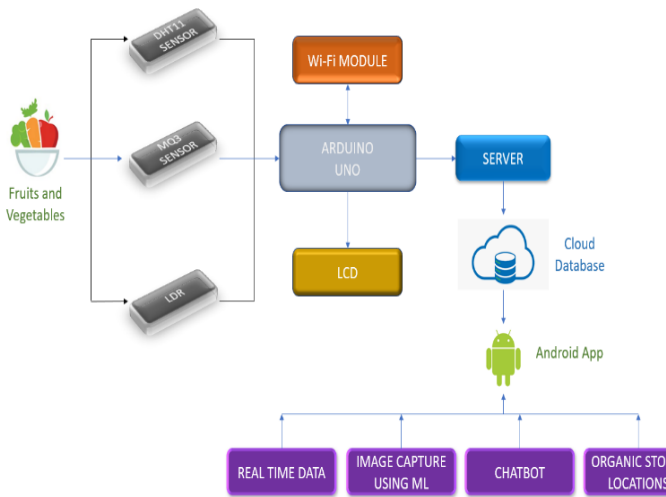 DHT11
SENSOR
Wi-Fi MODULE
MQ3
SENSOR
ARDUINO
UNO
SERVER
Fruits and
Vegetables
Cloud
Database
LDR
LCD
Android App
REAL TIME DATA
IMAGE CAPTURE
USING ML
CHATBOT
ORGANIC STO
LOCATIONS